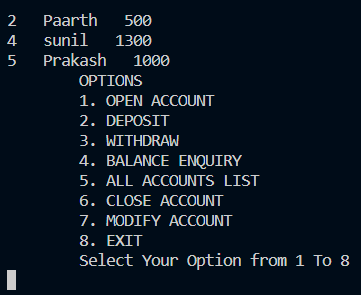 2 Paarth 500
4 sunil 1300
5 Prakash 1000
OPTIONS
1. OPEN ACCOUNT
2. DEPOSIT
3. WITHDRAW
4. BALANCE ENQUIRY
5. ALL ACCOUNTS LIST
6. CLOSE ACCOUNT
7. MODIFY ACCOUNT
8. EXIT
Select Your Option from 1 To 8